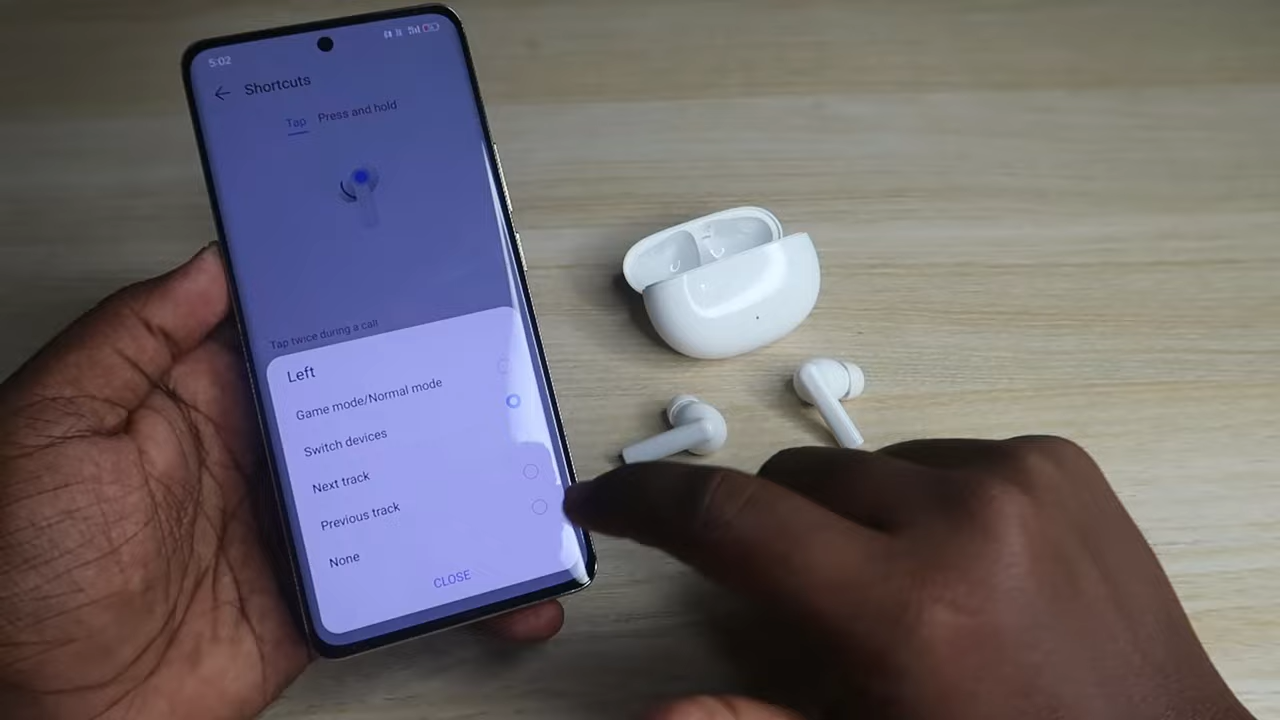 5:02
Shortcuts
Tap Press and hold
Tap twice during a call
Left
Game mode/Normal mode
Switch devices
Next track
Previous track
None
CLOSE